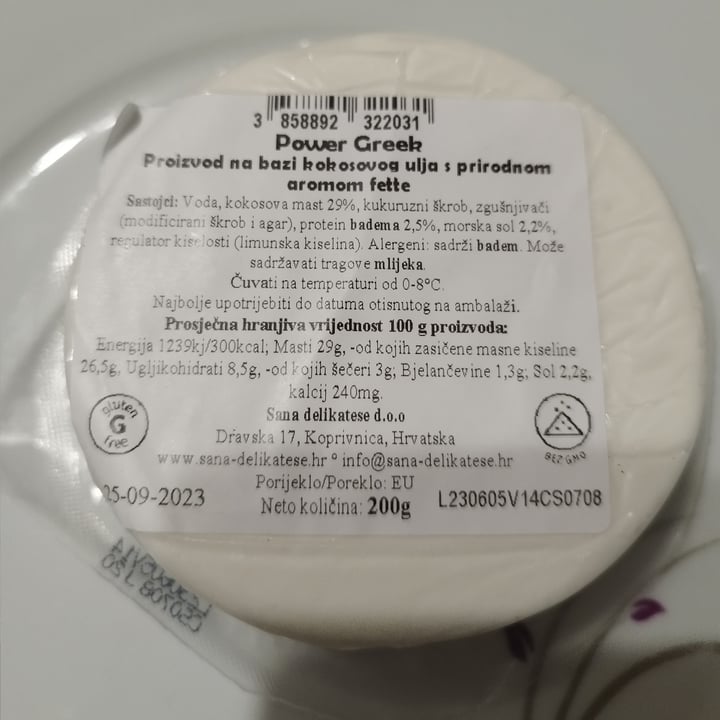 3 858892 322031
Power Greek
Proizvod na bazi kokosovog ulja s prirodnom
aromom fette
Sastojci: Voda, kokosova mast 29%, kukuruzni škrob, zgušnjivači
(modificirani škrob i agar), protein badema 2,5%, morska sol 2,2%,
regulator kiselosti (limunska kiselina). Alergeni: sadrži badem. Može
sadržavati tragove mlijeka.
Čuvati na temperaturi od 0-8°C.
Najbolje upotrijebiti do datuma otisnutog na ambalaži.
Prosječna hranjiva vrijednost 100 g proizvoda:
Energija 1239kj/300kcal; Masti 29g, -od kojih zasičene masne kiseline
26,5g, Ugljikohidrati 8,5g, -od kojih šečeri 3g; Bjelančevine 1,3g; Sol 2,2g,
kalcij 240mg.
gluten
G
free
Sana delikatese d.o.o
Dravska 17, Koprivnica, Hrvatska
www.sana-delikatese.hr ° info@sana-delikatese.hr
BEZ GMO
Porijeklo/Poreklo: EU
25-09-2023
Neto količina: 200g
L230605V14CS0708